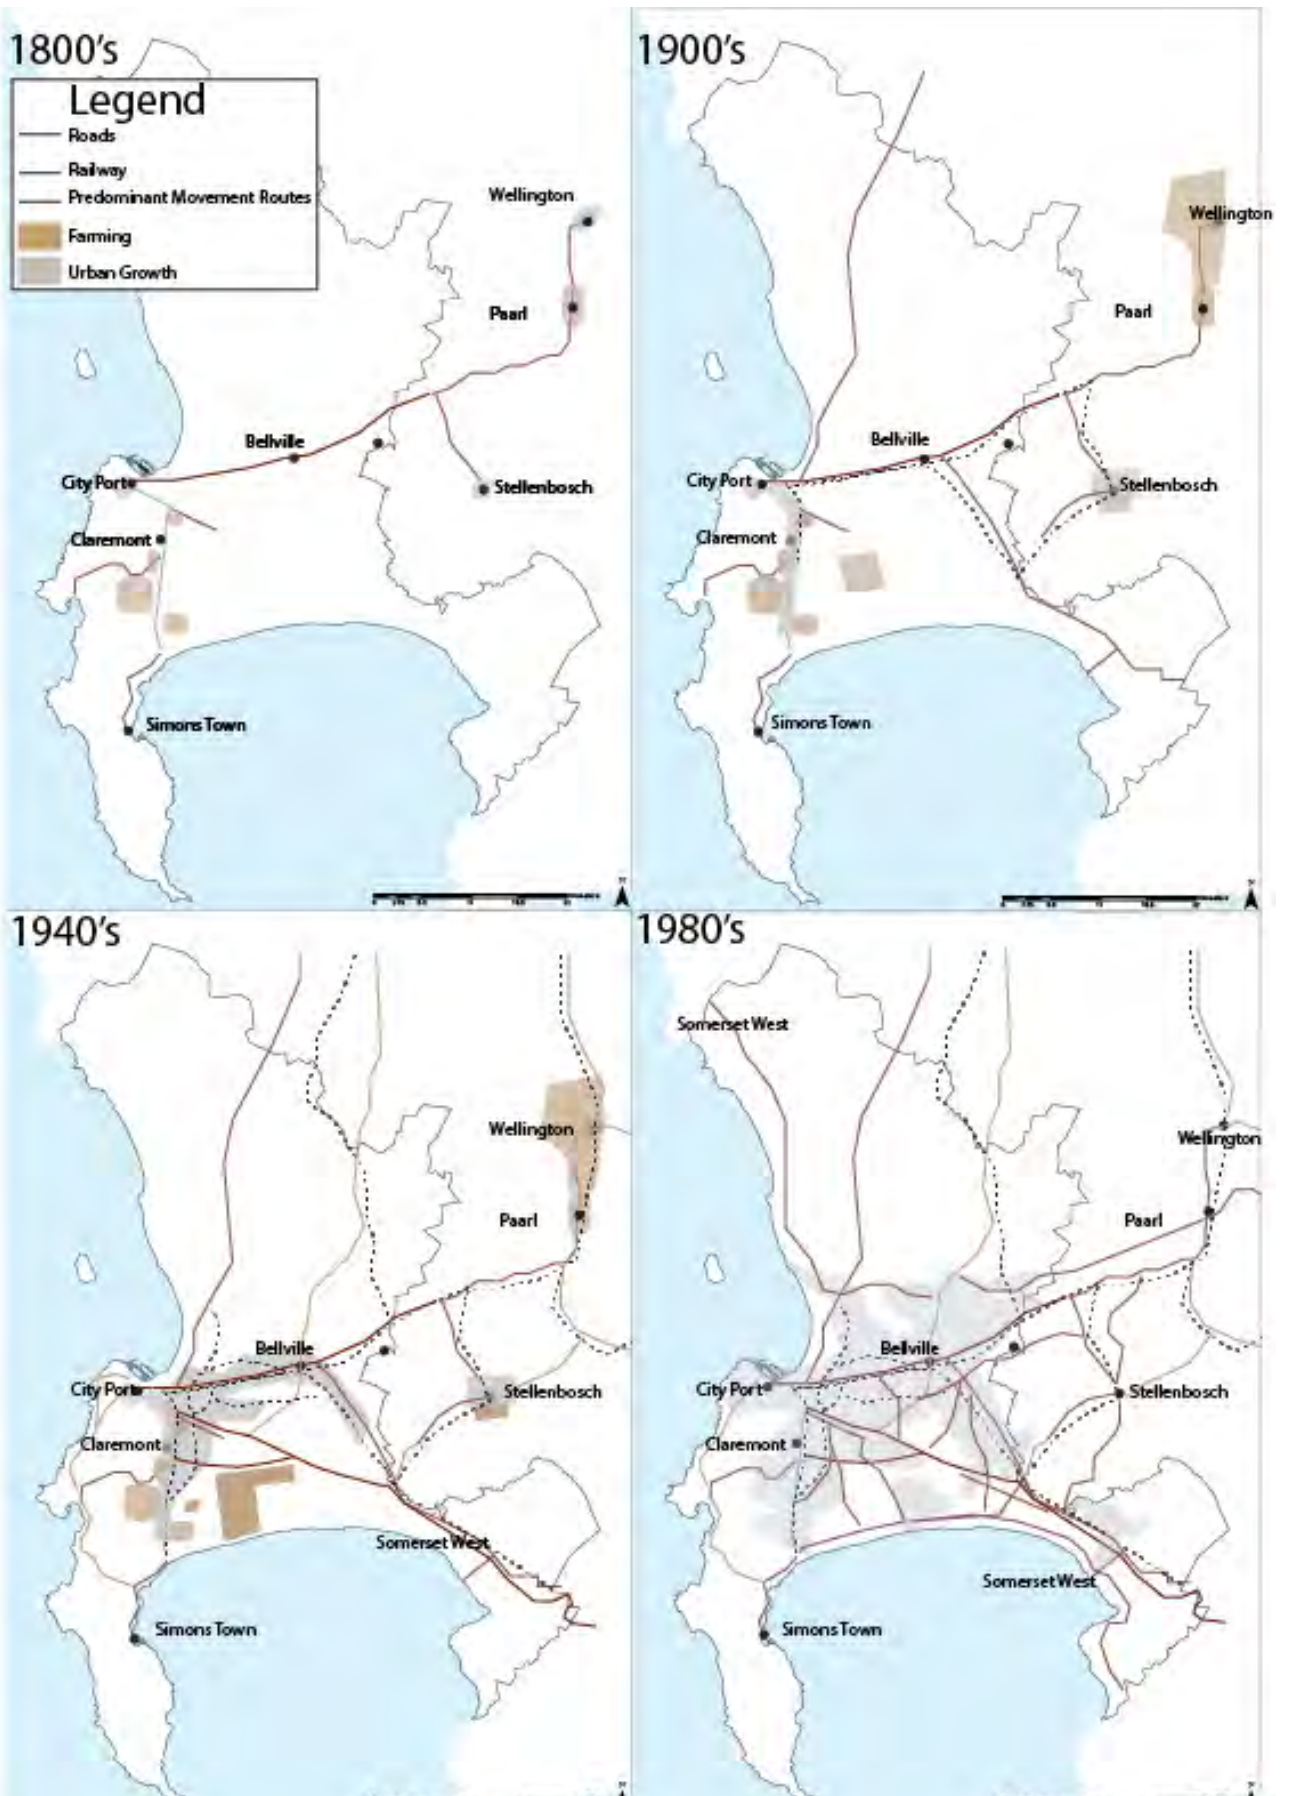 1800's
Legend
Roads
Railway
Predominant Movement Routes
Farming
Urban Growth
Wellington
Paarl
Bellville
City Port
Stellenbosch
Claremont
Simons Town
1900's
Wellington
Paarl
Bellville
City Port
Stellenbosch
Claremont
Simons Town
1940's
Wellington
Paarl
Bellville
City Port
Stellenbosch
Claremont
Somerset West
Simons Town
1980's
Somerset West
Wellington
Paarl
Bellville
City Port
Stellenbosch
Claremont
Somerset West
Simons Town